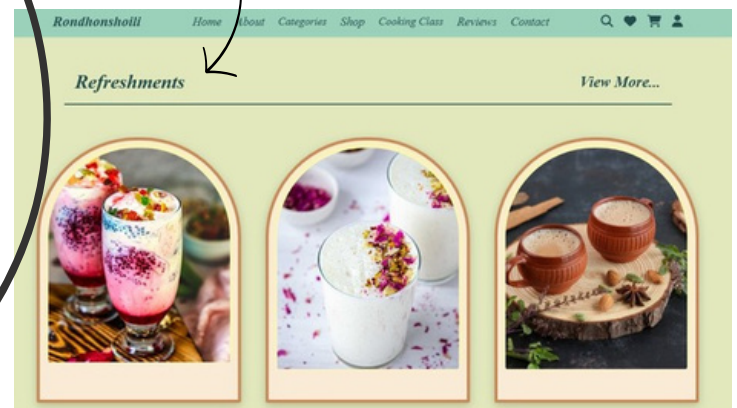 Rondhonshoili Home About Categories Shop Cooking Class Reviews Contact
Refreshments View More...